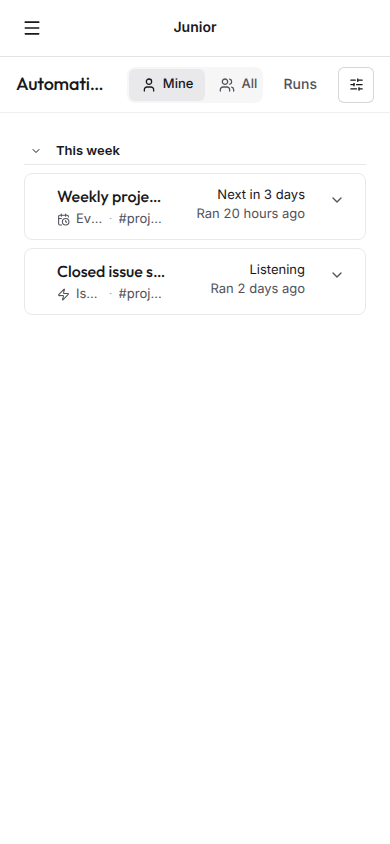 Junior
Automati...
Mine
All
Runs
This week
Weekly proje...
Next in 3 days
Ev... · #proj...
Ran 20 hours ago
Closed issue s...
Listening
Is... · #proj...
Ran 2 days ago